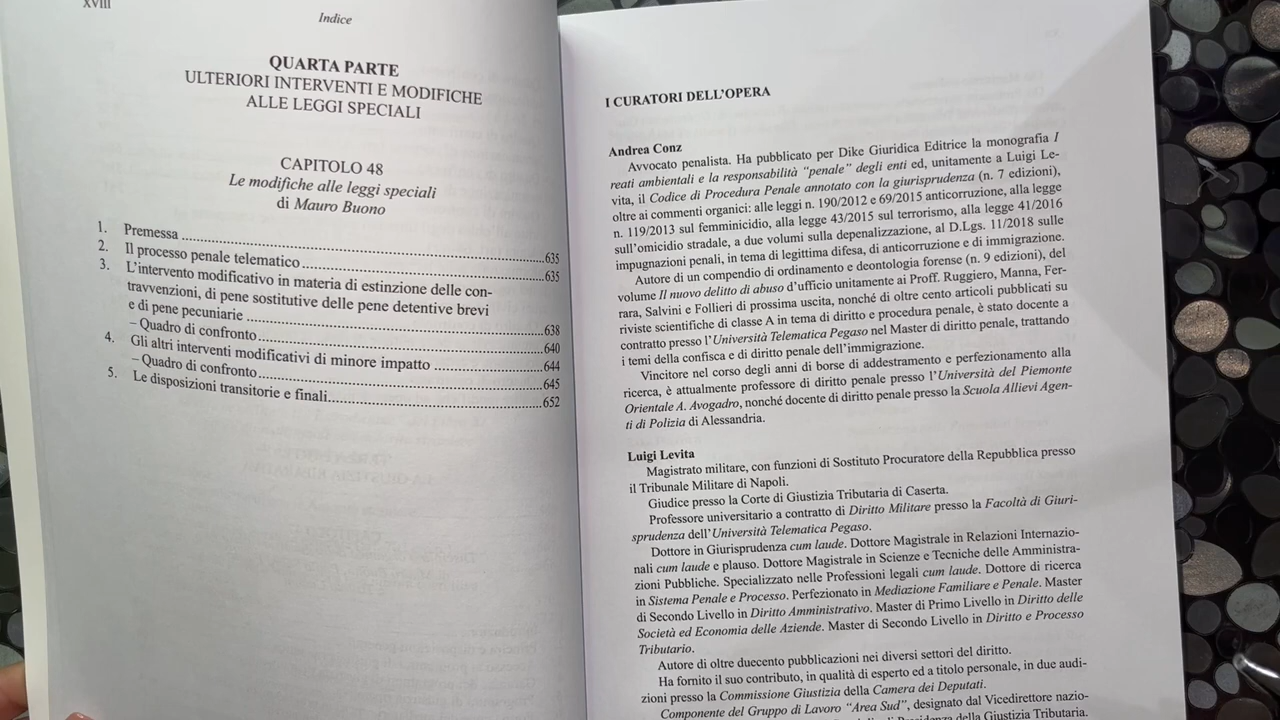 XVIII
Indice
QUARTA PARTE
ULTERIORI INTERVENTI E MODIFICHE
ALLE LEGGI SPECIALI
CAPITOLO 48
Le modifiche alle leggi speciali
di Mauro Buono
1. Premessa ........ 635
2. Il processo penale telematico ........ 635
3. L'intervento modificativo in materia di estinzione delle con-
travvenzioni, di pene sostitutive delle pene detentive brevi
e di pene pecuniarie ........ 638
– Quadro di confronto ........ 640
4. Gli altri interventi modificativi di minore impatto ........ 644
– Quadro di confronto ........ 645
5. Le disposizioni transitorie e finali ........ 652
I CURATORI DELL'OPERA
Andrea Conz
Avvocato penalista. Ha pubblicato per Dike Giuridica Editrice la monografia I
reati ambientali e la responsabilità "penale" degli enti ed, unitamente a Luigi Le-
vita, il Codice di Procedura Penale annotato con la giurisprudenza (n. 7 edizioni),
oltre ai commenti organici: alle leggi n. 190/2012 e 69/2015 anticorruzione, alla legge
n. 119/2013 sul femminicidio, alla legge 43/2015 sul terrorismo, alla legge 41/2016
sull'omicidio stradale, a due volumi sulla depenalizzazione, al D.Lgs. 11/2018 sulle
impugnazioni penali, in tema di legittima difesa, di anticorruzione e di immigrazione.
Autore di un compendio di ordinamento e deontologia forense (n. 9 edizioni), del
volume Il nuovo delitto di abuso d'ufficio unitamente ai Proff. Ruggiero, Manna, Fer-
rara, Salvini e Follieri di prossima uscita, nonché di oltre cento articoli pubblicati su
riviste scientifiche di classe A in tema di diritto e procedura penale, è stato docente a
contratto presso l'Università Telematica Pegaso nel Master di diritto penale, trattando
i temi della confisca e di diritto penale dell'immigrazione.
Vincitore nel corso degli anni di borse di addestramento e perfezionamento alla
ricerca, è attualmente professore di diritto penale presso l'Università del Piemonte
Orientale A. Avogadro, nonché docente di diritto penale presso la Scuola Allievi Agen-
ti di Polizia di Alessandria.
Luigi Levita
Magistrato militare, con funzioni di Sostituto Procuratore della Repubblica presso
il Tribunale Militare di Napoli.
Giudice presso la Corte di Giustizia Tributaria di Caserta.
Professore universitario a contratto di Diritto Militare presso la Facoltà di Giuri-
sprudenza dell'Università Telematica Pegaso.
Dottore in Giurisprudenza cum laude. Dottore Magistrale in Relazioni Internazio-
nali cum laude e plauso. Dottore Magistrale in Scienze e Tecniche delle Amministra-
zioni Pubbliche. Specializzato nelle Professioni legali cum laude. Dottore di ricerca
in Sistema Penale e Processo. Perfezionato in Mediazione Familiare e Penale. Master
di Secondo Livello in Diritto Amministrativo. Master di Primo Livello in Diritto delle
Società ed Economia delle Aziende. Master di Secondo Livello in Diritto e Processo
Tributario.
Autore di oltre duecento pubblicazioni nei diversi settori del diritto.
Ha fornito il suo contributo, in qualità di esperto ed a titolo personale, in due audi-
zioni presso la Commissione Giustizia della Camera dei Deputati.
Componente del Gruppo di Lavoro "Area Sud", designato dal Vicedirettore nazio-
della Giustizia Tributaria.